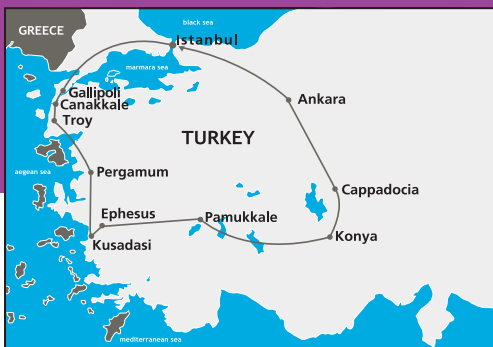 black sea
GREECE
Istanbul
marmara sea
Gallipoli
Canakkale
Troy
Ankara
TURKEY
aegean sea
Pergamum
Cappadocia
Ephesus
Pamukkale
Kusadasi
Konya
mediterranean sea